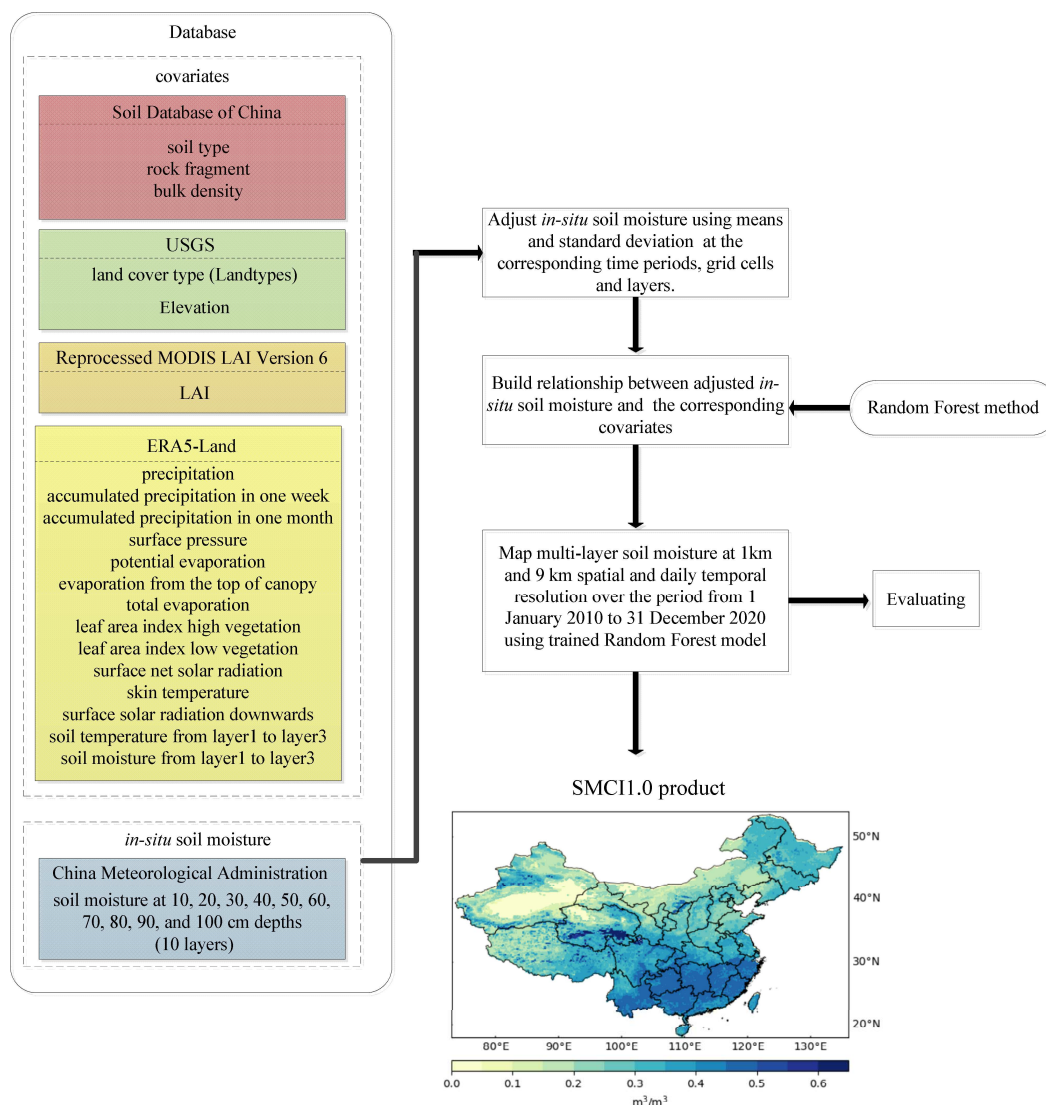 Database
covariates
Soil Database of China
soil type
rock fragment
bulk density
USGS
land cover type (Landtypes)
Elevation
Reprocessed MODIS LAI Version 6
LAI
ERA5-Land
precipitation
accumulated precipitation in one week
accumulated precipitation in one month
surface pressure
potential evaporation
evaporation from the top of canopy
total evaporation
leaf area index high vegetation
leaf area index low vegetation
surface net solar radiation
skin temperature
surface solar radiation downwards
soil temperature from layer1 to layer3
soil moisture from layer1 to layer3
in-situ soil moisture
China Meteorological Administration
soil moisture at 10, 20, 30, 40, 50, 60,
70, 80, 90, and 100 cm depths
(10 layers)
Adjust in-situ soil moisture using means
and standard deviation at the
corresponding time periods, grid cells
and layers.
Build relationship between adjusted in-
situ soil moisture and the corresponding
covariates
Random Forest method
Map multi-layer soil moisture at 1km
and 9 km spatial and daily temporal
resolution over the period from 1
January 2010 to 31 December 2020
using trained Random Forest model
Evaluating
SMCI1.0 product
50°N
40°N
30°N
20°N
80°E 90°E 100°E 110°E 120°E 130°E
0.0 0.1 0.2 0.3 0.4 0.5 0.6
m³/m³